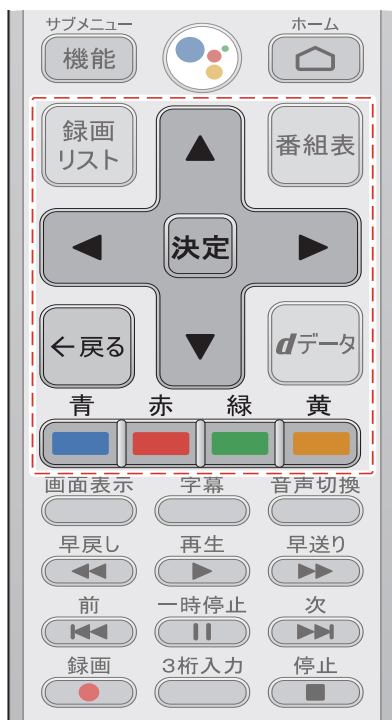 サブメニュー
ホーム
機能
録画
リスト
番組表
決定
←戻る
dデータ
青 赤 緑 黄
画面表示 字幕 音声切換
早戻し 再生 早送り
前 一時停止 次
録画 3桁入力 停止